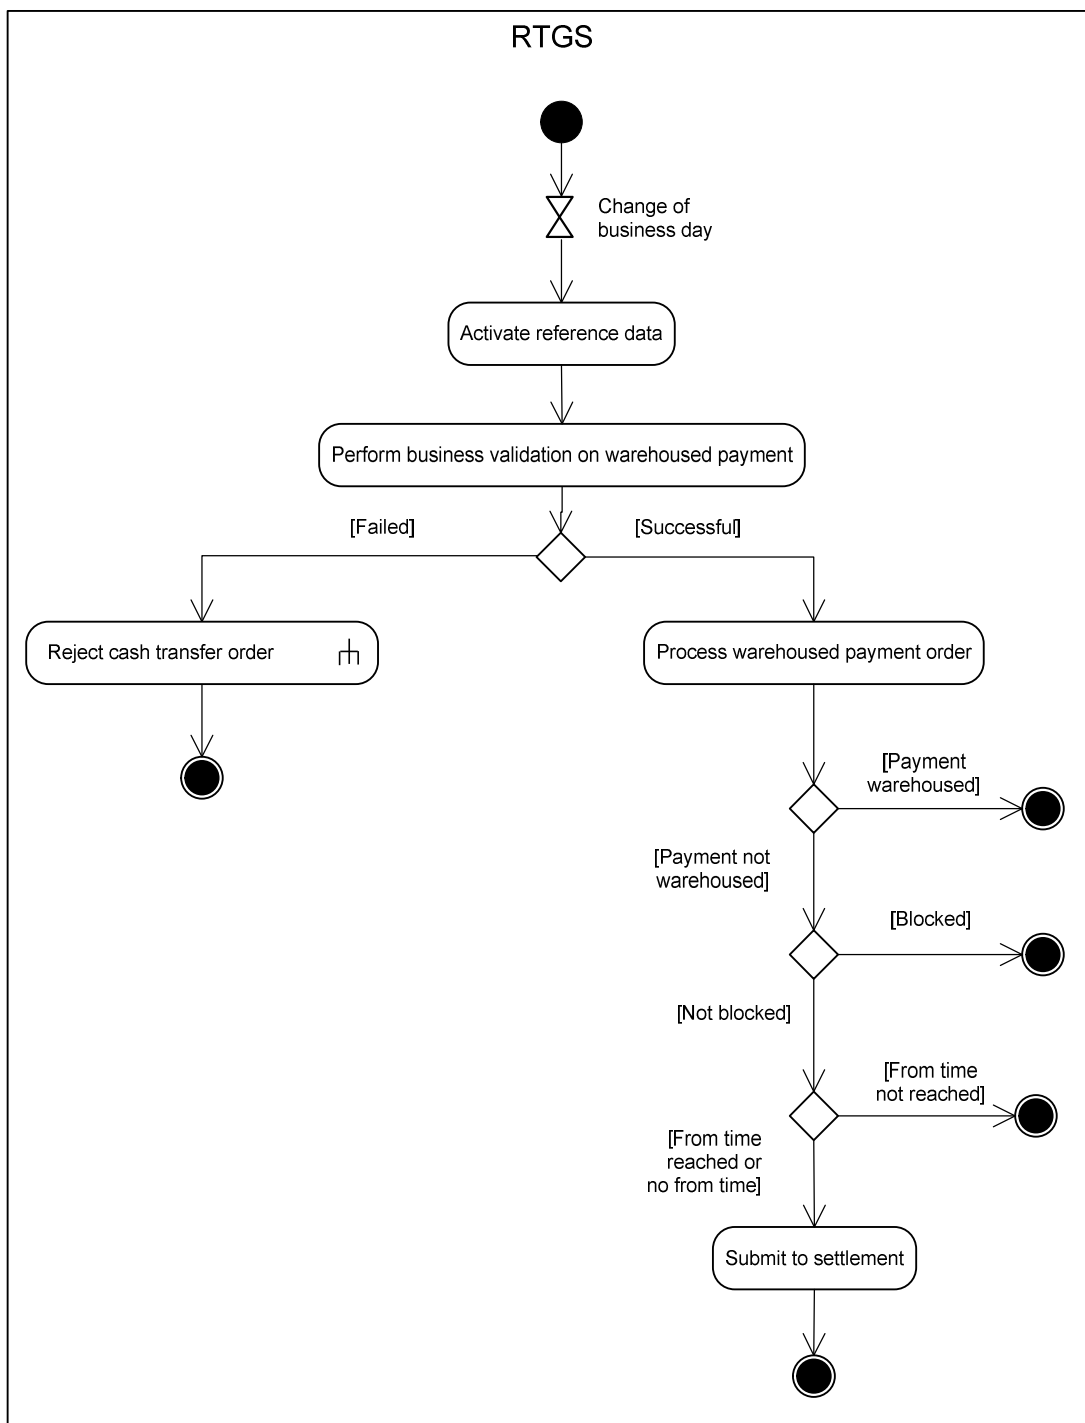 RTGS
Change of
business day
Activate reference data
Perform business validation on warehoused payment
[Failed]
[Successful]
Reject cash transfer order
Process warehoused payment order
[Payment
warehoused]
[Payment not
warehoused]
[Blocked]
[Not blocked]
[From time
not reached]
[From time
reached or
no from time]
Submit to settlement